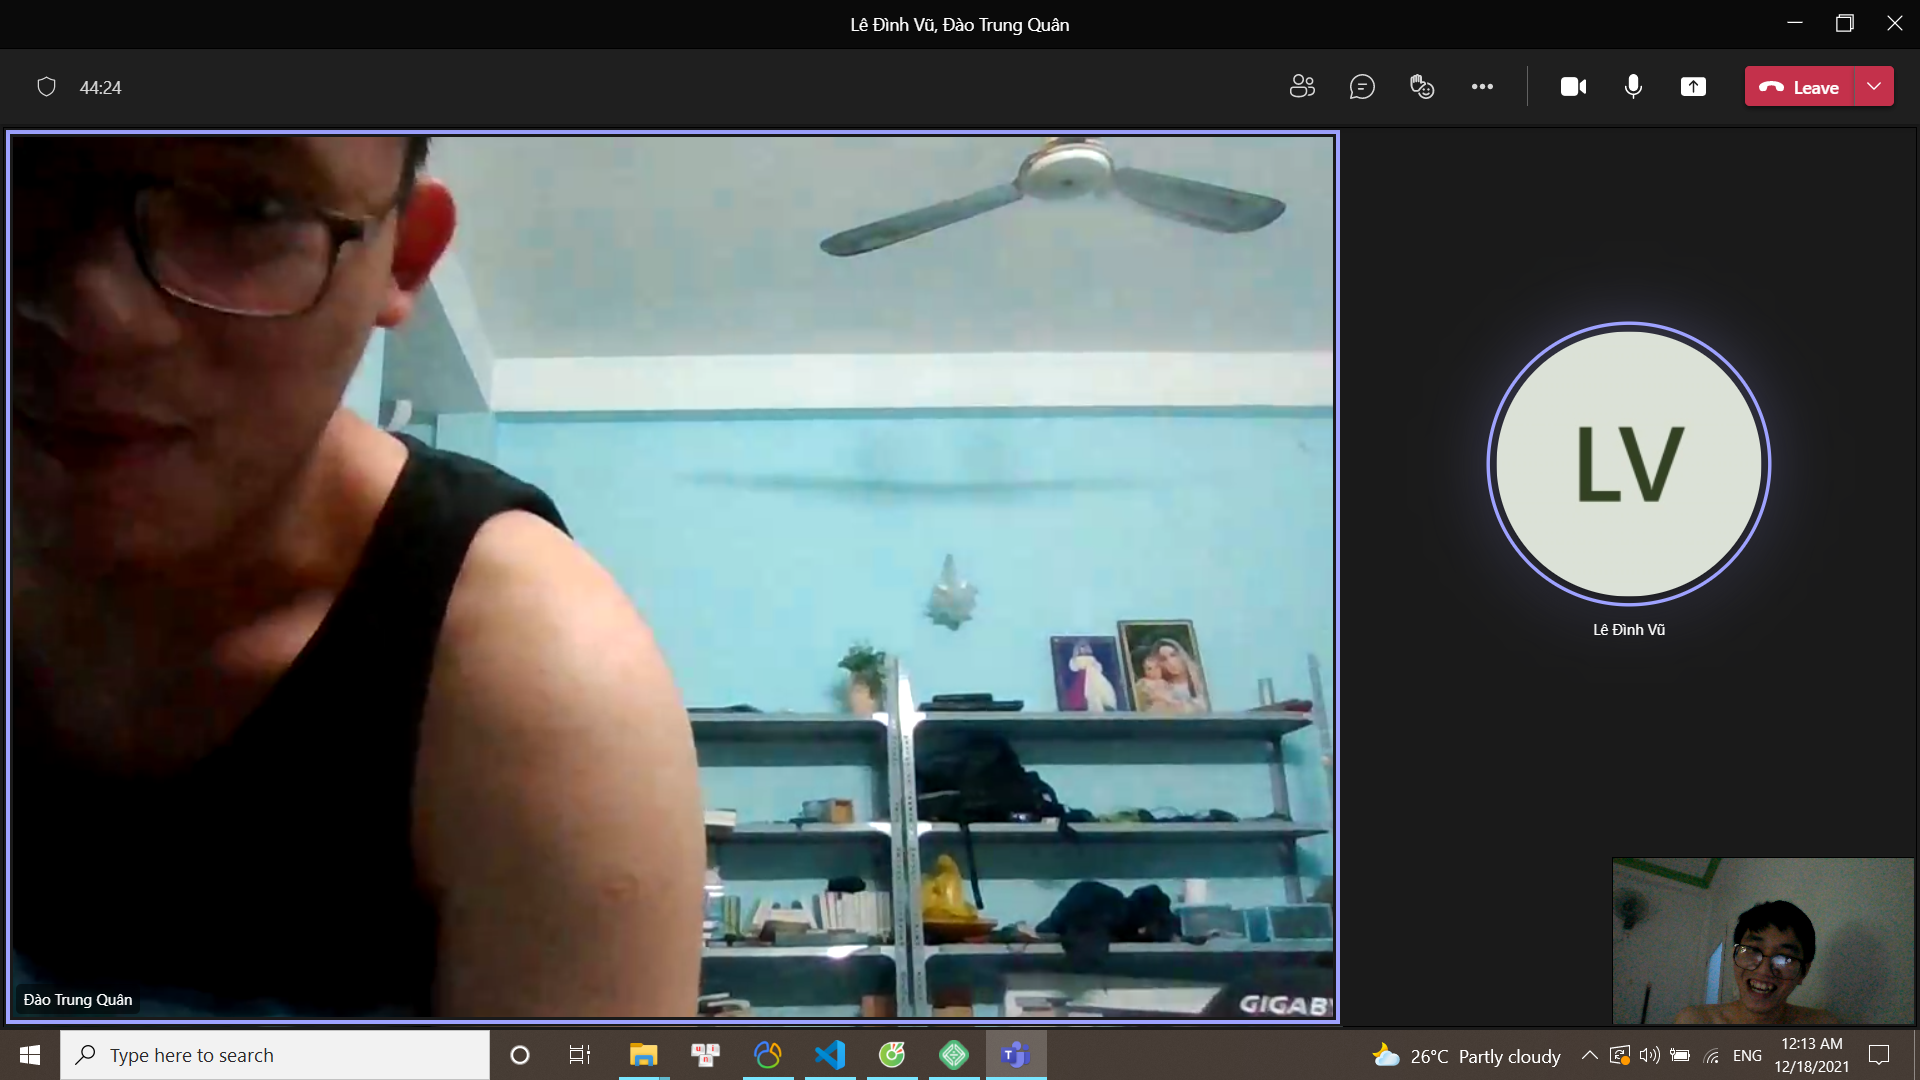 Lê Đình Vũ, Đào Trung Quân
44:24
Leave
LV
Lê Đình Vũ
Đào Trung Quân
Type here to search
26°C Partly cloudy
ENG
12:13 AM
12/18/2021